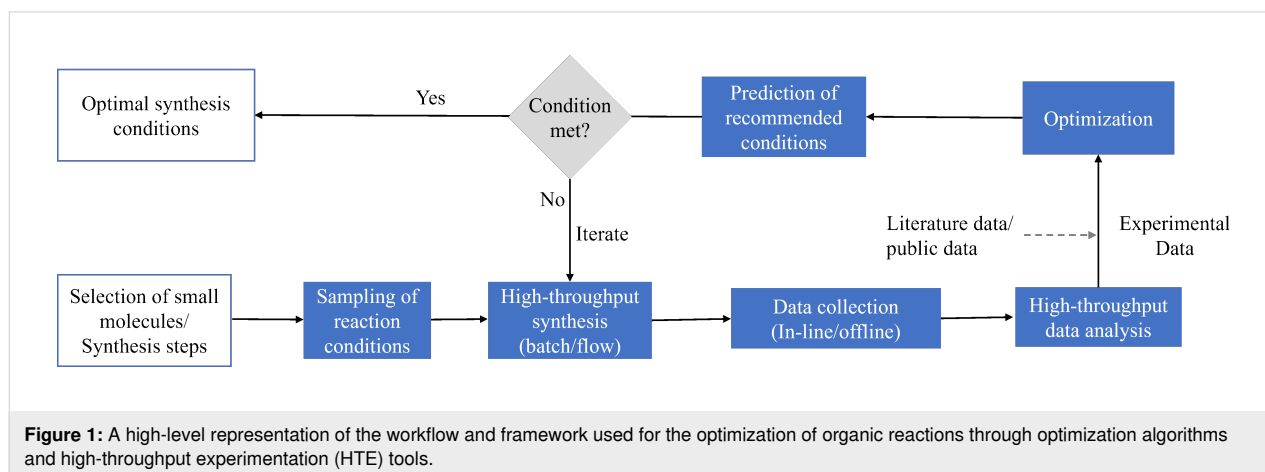 Optimal synthesis
conditions
Yes
Condition
met?
Prediction of
recommended
conditions
Optimization
No
Iterate
Literature data/
public data
Experimental
Data
Selection of small
molecules/
Synthesis steps
Sampling of
reaction
conditions
High-throughput
synthesis
(batch/flow)
Data collection
(In-line/offline)
High-throughput
data analysis
Figure 1: A high-level representation of the workflow and framework used for the optimization of organic reactions through optimization algorithms
and high-throughput experimentation (HTE) tools.